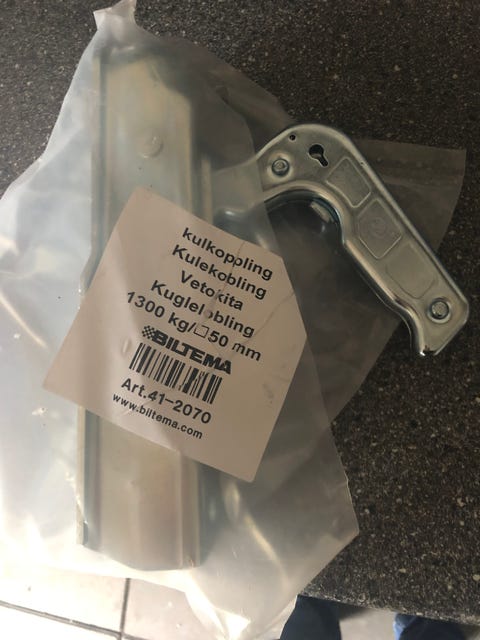 kulkoppling
Kulekobling
Vetokita
Kuglekobling
1300 kg/□50 mm
BILTEMA
Art.41-2070
www.biltema.com